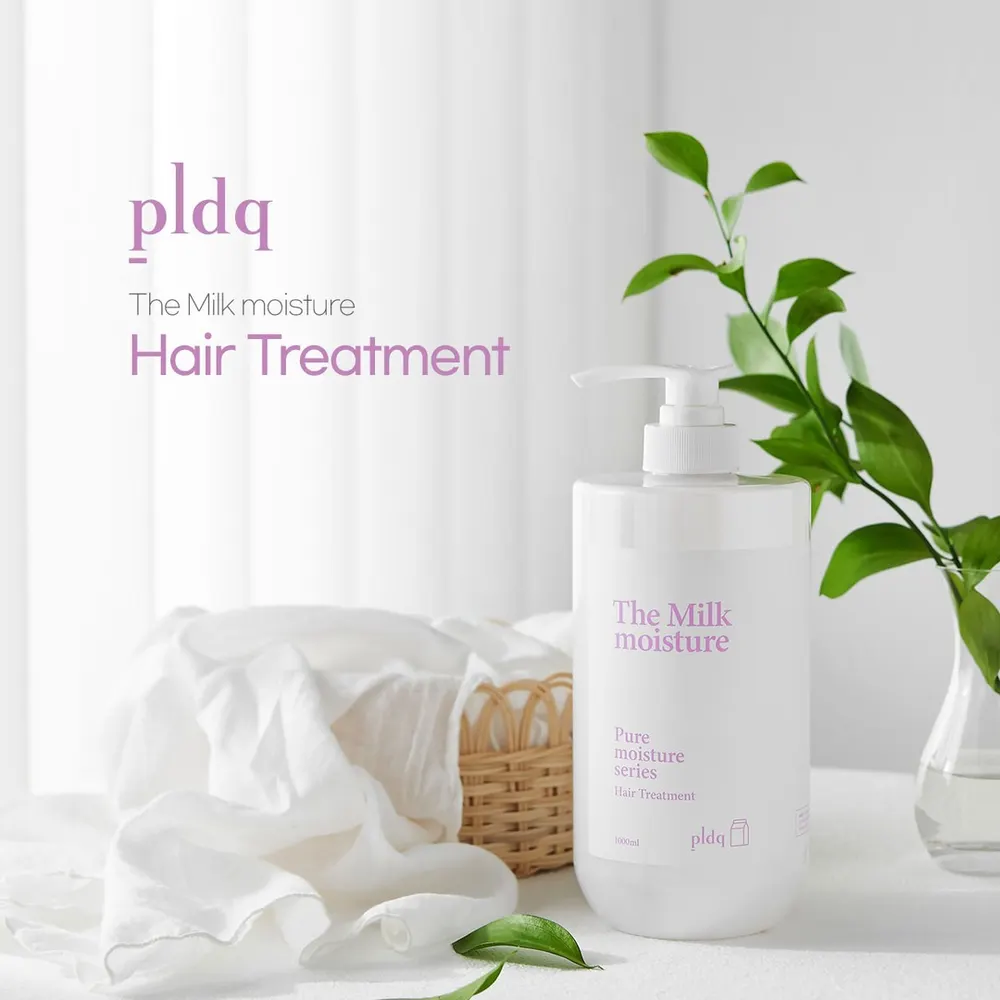 pldq
The Milk moisture
Hair Treatment
The Milk
moisture
Pure
moisture
series
Hair Treatment
1000ml
pldq